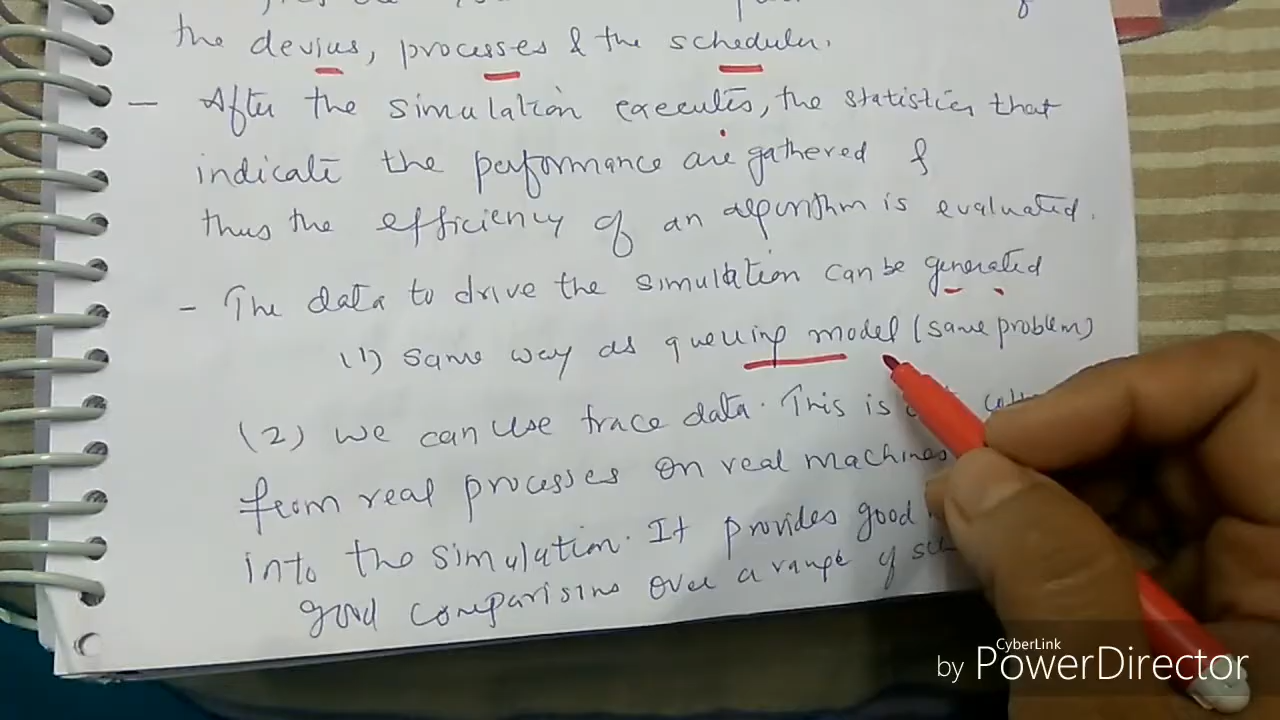 the devius, processes & the scheduler.
— After the simulation executes, the statistics that
indicate the performance are gathered &
thus the efficiency of an algorithm is evaluated.
- The data to drive the simulation can be generated
(1) same way as queuing model (same problem)
(2) we can use trace data. This is
from real processes on real machines
into the simulation. It provides good
good comparisins over a range of
CyberLink
by PowerDirector